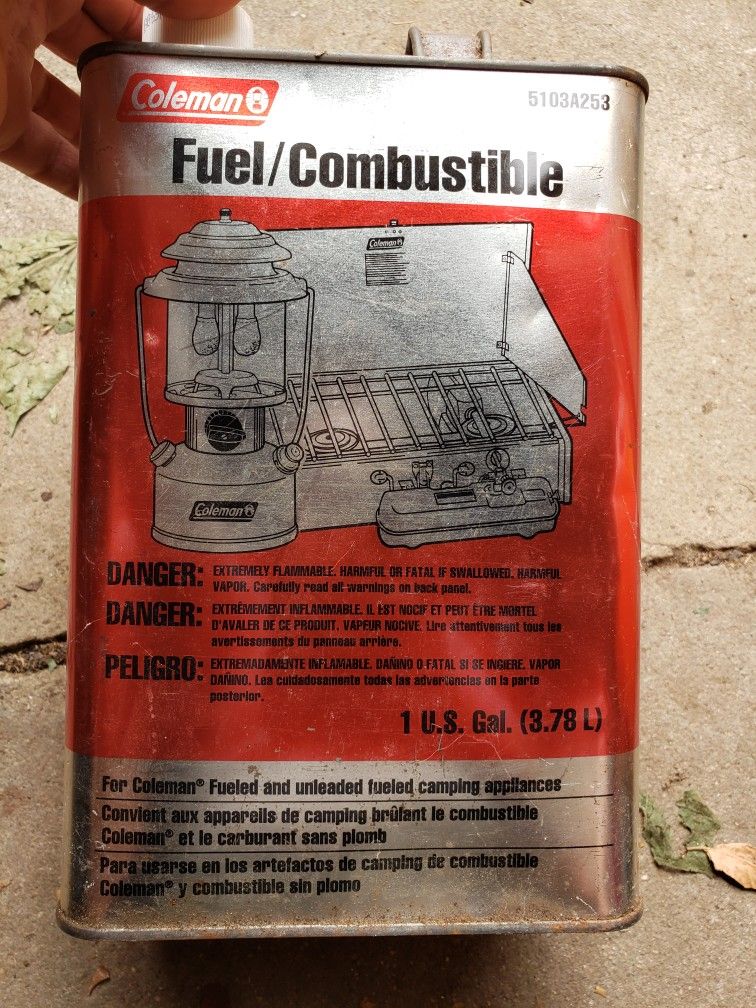 Coleman
5103A253
Fuel/Combustible
Coleman
Coleman
DANGER: EXTREMELY FLAMMABLE. HARMFUL OR FATAL IF SWALLOWED. HARMFUL
VAPOR. Carefully read all warnings on back panel.
DANGER: EXTRÊMEMENT INFLAMMABLE. IL EST NOCIF ET PEUT ÊTRE MORTEL
D'AVALER DE CE PRODUIT. VAPEUR NOCIVE. Lire attentivement tous les
avertissements du panneau arrière.
PELIGRO: EXTREMADAMENTE INFLAMABLE. DAÑINO O FATAL SI SE INGIERE. VAPOR
DAÑINO. Lea cuidadosamente todas las advertencias en la parte
posterior.
1 U.S. Gal. (3.78 L)
For Coleman® Fueled and unleaded fueled camping appliances
Convient aux appareils de camping brûlant le combustible
Coleman® et le carburant sans plomb
Para usarse en los artefactos de camping de combustible
Coleman® y combustible sin plomo